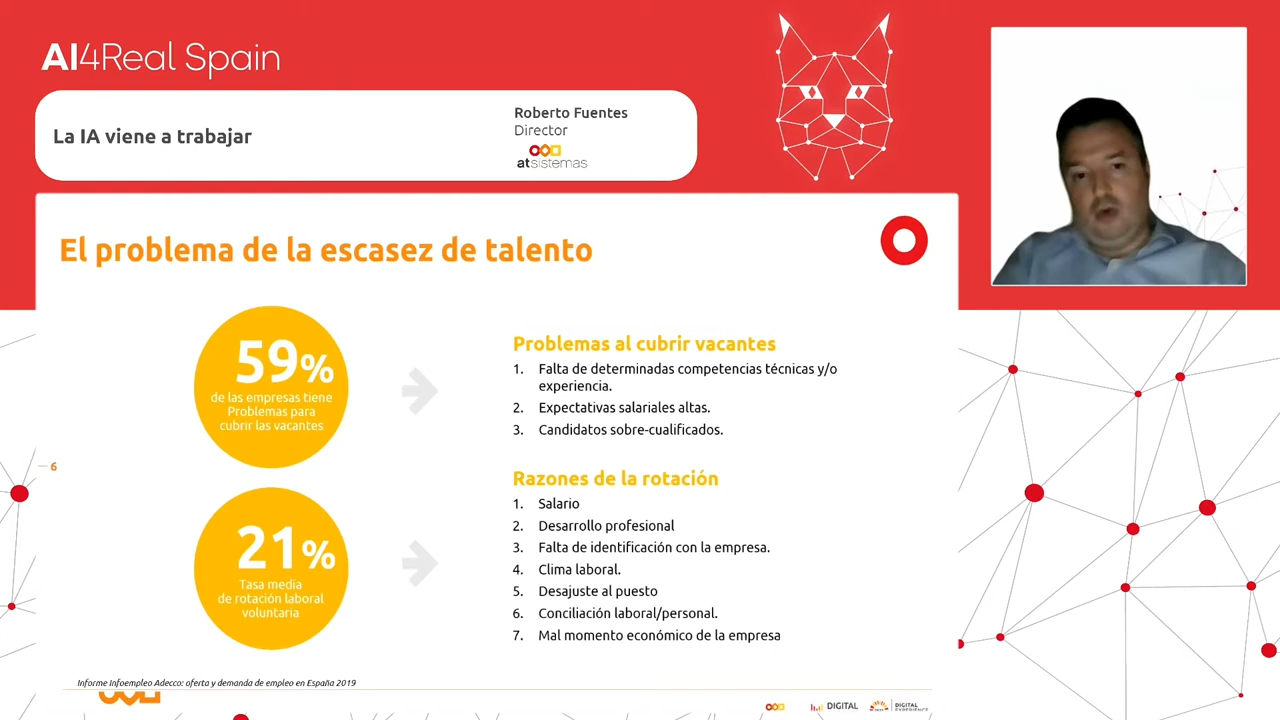 AI4Real Spain
La IA viene a trabajar
Roberto Fuentes
Director
atsistemas
El problema de la escasez de talento
59%
de las empresas tiene
Problemas para
cubrir las vacantes
Problemas al cubrir vacantes
1. Falta de determinadas competencias técnicas y/o
experiencia.
2. Expectativas salariales altas.
3. Candidatos sobre-cualificados.
6
21%
Tasa media
de rotación laboral
voluntaria
Razones de la rotación
1. Salario
2. Desarrollo profesional
3. Falta de identificación con la empresa.
4. Clima laboral.
5. Desajuste al puesto
6. Conciliación laboral/personal.
7. Mal momento económico de la empresa
Informe Infoempleo Adecco: oferta y demanda de empleo en España 2019
DIGITAL
DIGITAL
EXPERIENCE